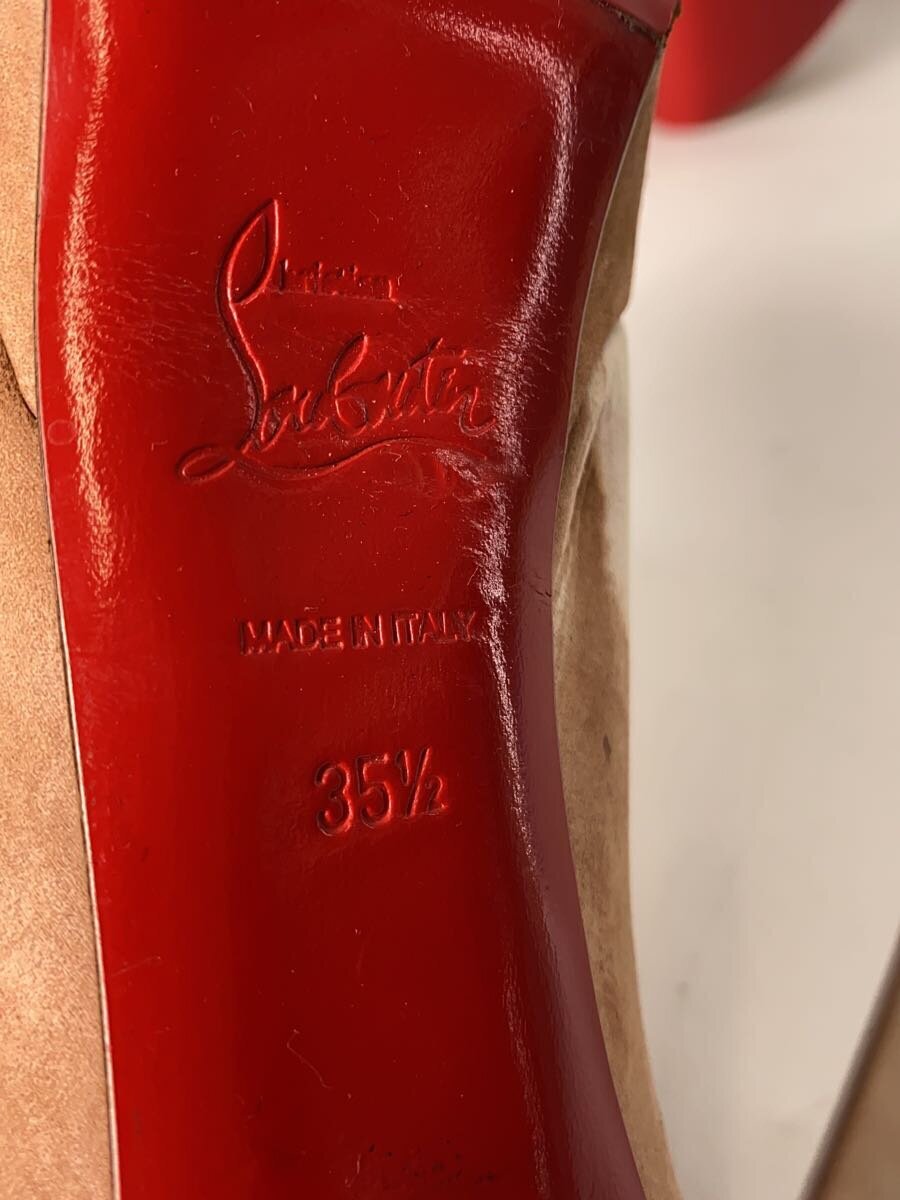 Christian
Louboutin
MADE IN ITALY
35½